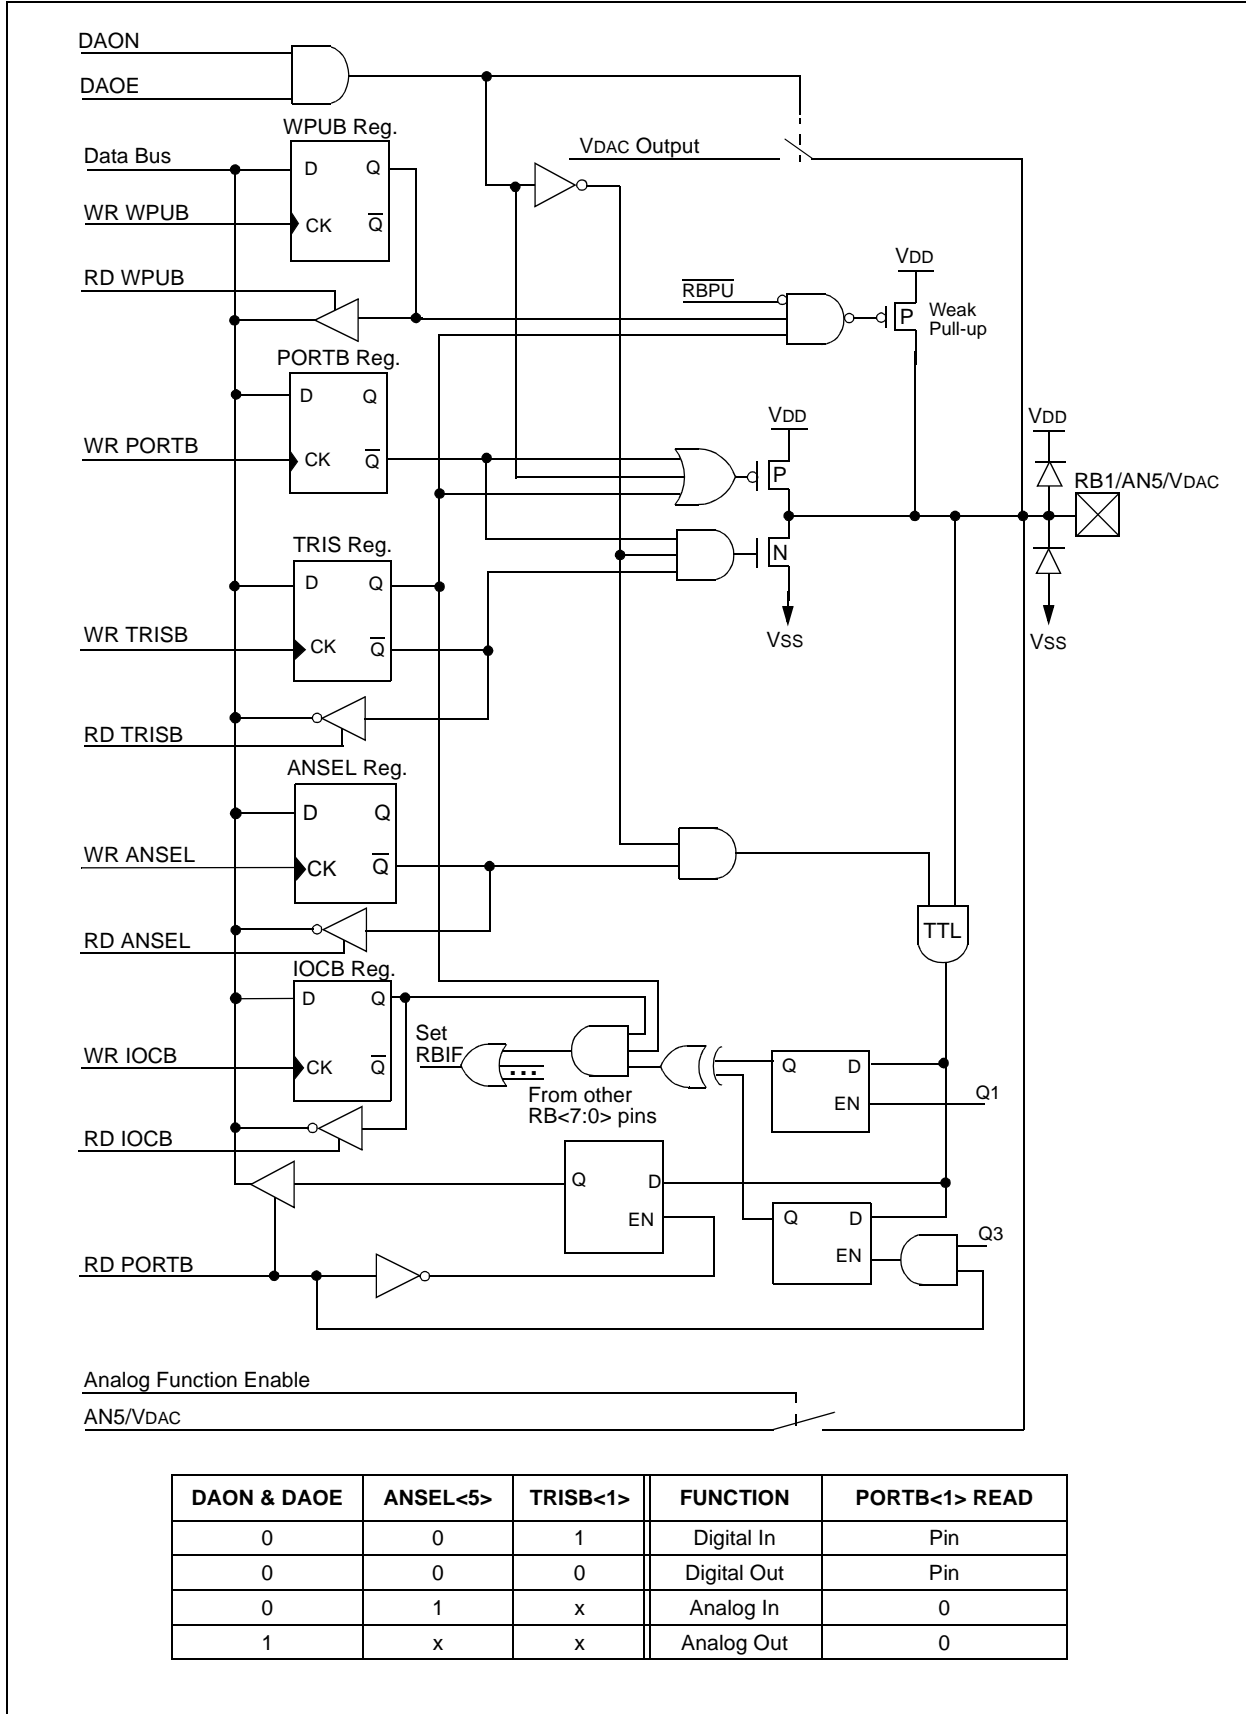 DAON
DAOE
WPUB Reg.
Data Bus
D Q
VDAC Output
WR WPUB
CK Q̅
RD WPUB
R̅B̅P̅U̅
VDD
P
Weak
Pull-up
PORTB Reg.
D Q
WR PORTB
CK Q̅
VDD
P
VDD
RB1/AN5/VDAC
TRIS Reg.
D Q
N
WR TRISB
CK Q̅
VSS
VSS
RD TRISB
ANSEL Reg.
D Q
WR ANSEL
CK Q̅
TTL
RD ANSEL
IOCB Reg.
D Q
Set
RBIF
WR IOCB
CK Q̅
...
From other
RB<7:0> pins
Q D
EN
Q1
RD IOCB
Q D
EN
Q D
EN
Q3
RD PORTB
Analog Function Enable
AN5/VDAC
DAON & DAOE ANSEL<5> TRISB<1> FUNCTION PORTB<1> READ
0 0 1 Digital In Pin
0 0 0 Digital Out Pin
0 1 x Analog In 0
1 x x Analog Out 0